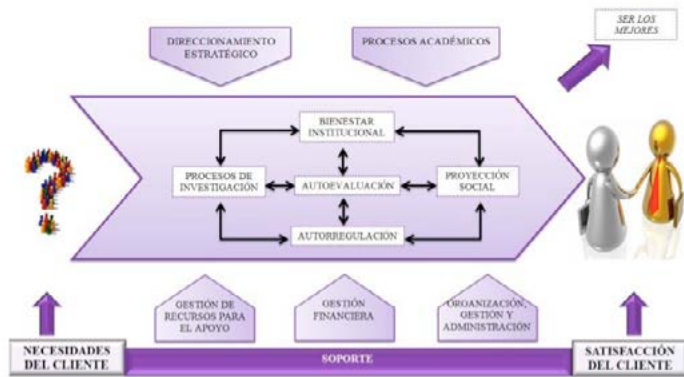 DIRECCIONAMIENTO
ESTRATÉGICO
PROCESOS ACADÉMICOS
SER LOS
MEJORES
BIENESTAR
INSTITUCIONAL
PROCESOS DE
INVESTIGACIÓN
AUTOEVALUACIÓN
PROYECCIÓN
SOCIAL
AUTORREGULACIÓN
GESTIÓN DE
RECURSOS PARA
EL APOYO
GESTIÓN
FINANCIERA
ORGANIZACIÓN,
GESTIÓN Y
ADMINISTRACIÓN
NECESIDADES
DEL CLIENTE
SOPORTE
SATISFACCIÓN
DEL CLIENTE